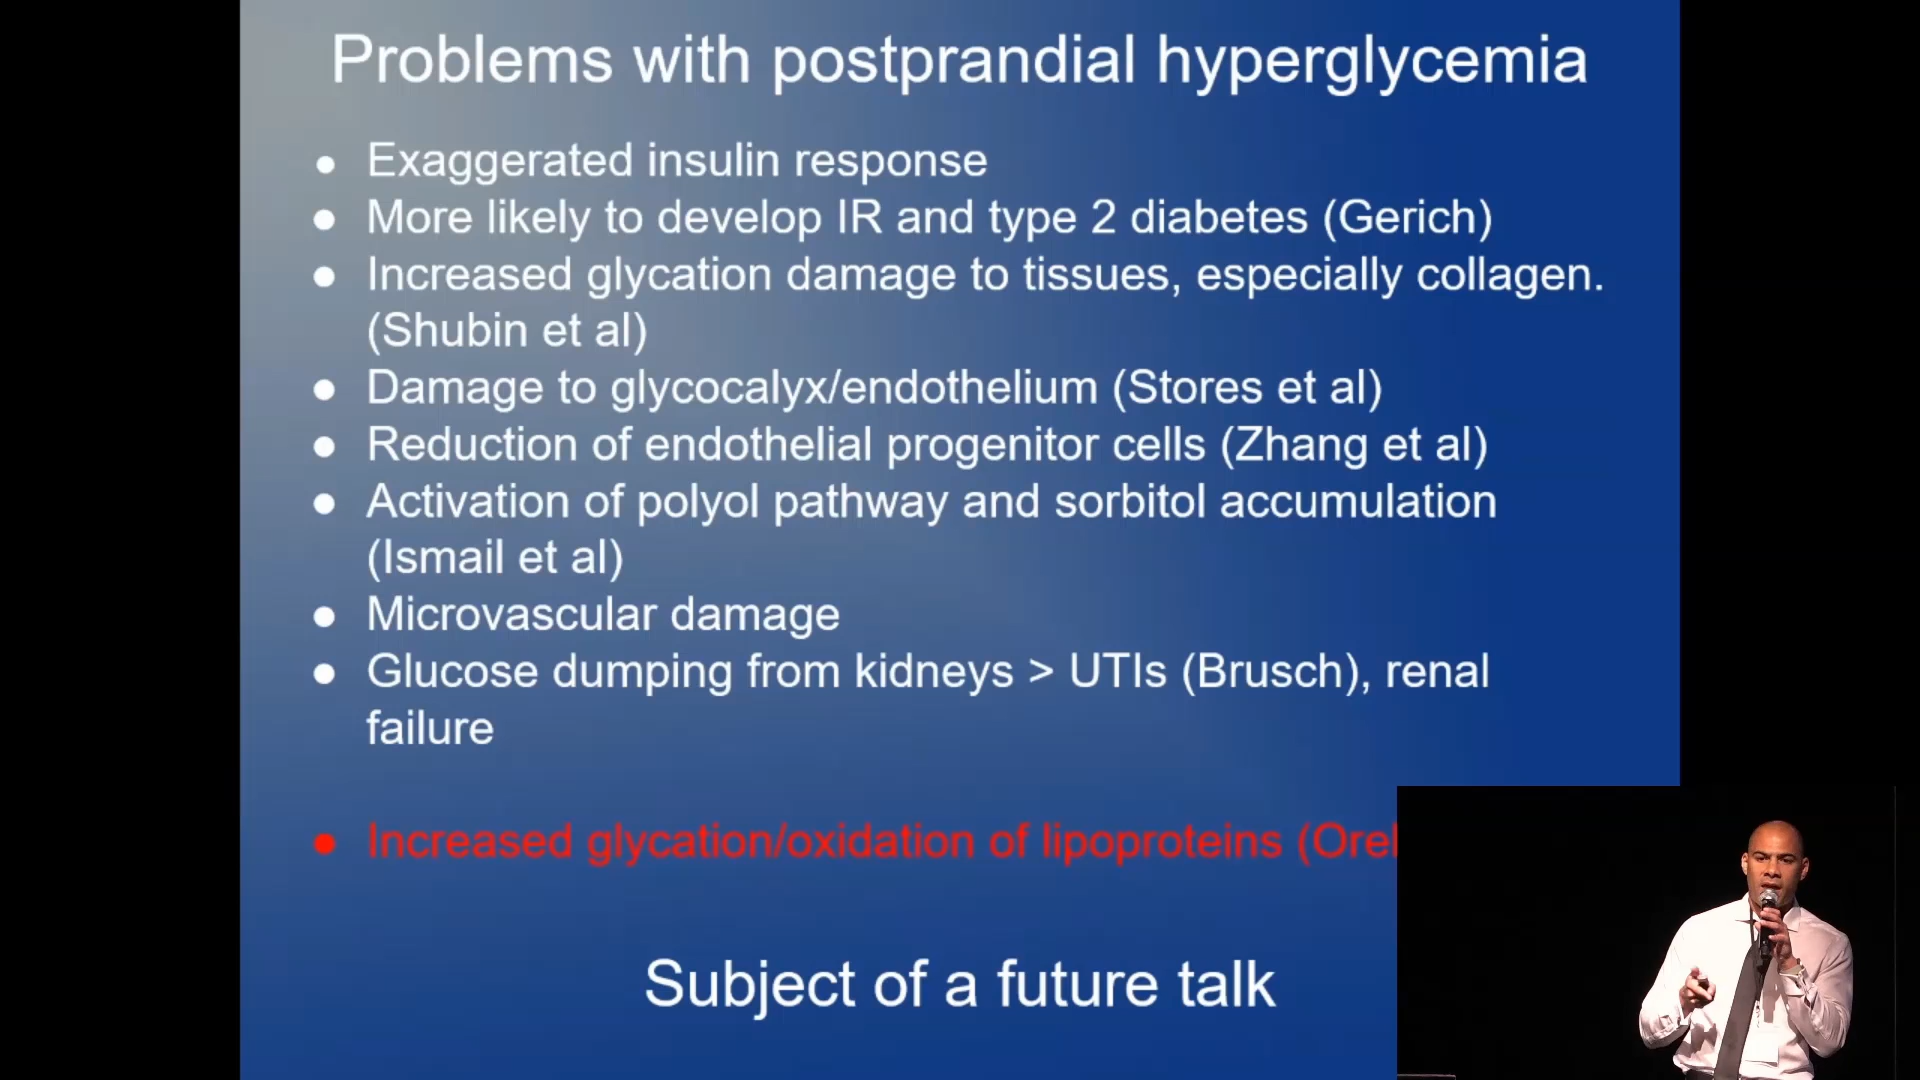 Problems with postprandial hyperglycemia
● Exaggerated insulin response
● More likely to develop IR and type 2 diabetes (Gerich)
● Increased glycation damage to tissues, especially collagen.
(Shubin et al)
● Damage to glycocalyx/endothelium (Stores et al)
● Reduction of endothelial progenitor cells (Zhang et al)
● Activation of polyol pathway and sorbitol accumulation
(Ismail et al)
● Microvascular damage
● Glucose dumping from kidneys > UTIs (Brusch), renal
failure
● Increased glycation/oxidation of lipoproteins
Subject of a future talk